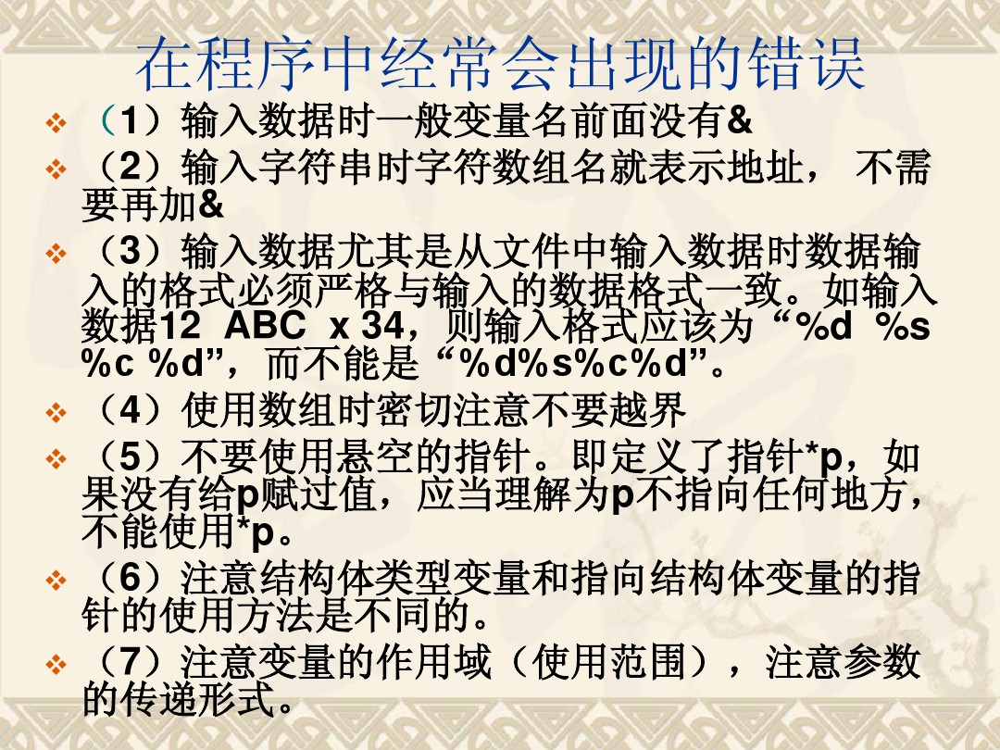 在程序中经常会出现的错误
❖ （1）输入数据时一般变量名前面没有&
❖ （2）输入字符串时字符数组名就表示地址， 不需
要再加&
❖ （3）输入数据尤其是从文件中输入数据时数据输
入的格式必须严格与输入的数据格式一致。如输入
数据12  ABC  x 34，则输入格式应该为“%d  %s
%c %d”，而不能是“%d%s%c%d”。
❖ （4）使用数组时密切注意不要越界
❖ （5）不要使用悬空的指针。即定义了指针*p，如
果没有给p赋过值，应当理解为p不指向任何地方，
不能使用*p。
❖ （6）注意结构体类型变量和指向结构体变量的指
针的使用方法是不同的。
❖ （7）注意变量的作用域（使用范围），注意参数
的传递形式。